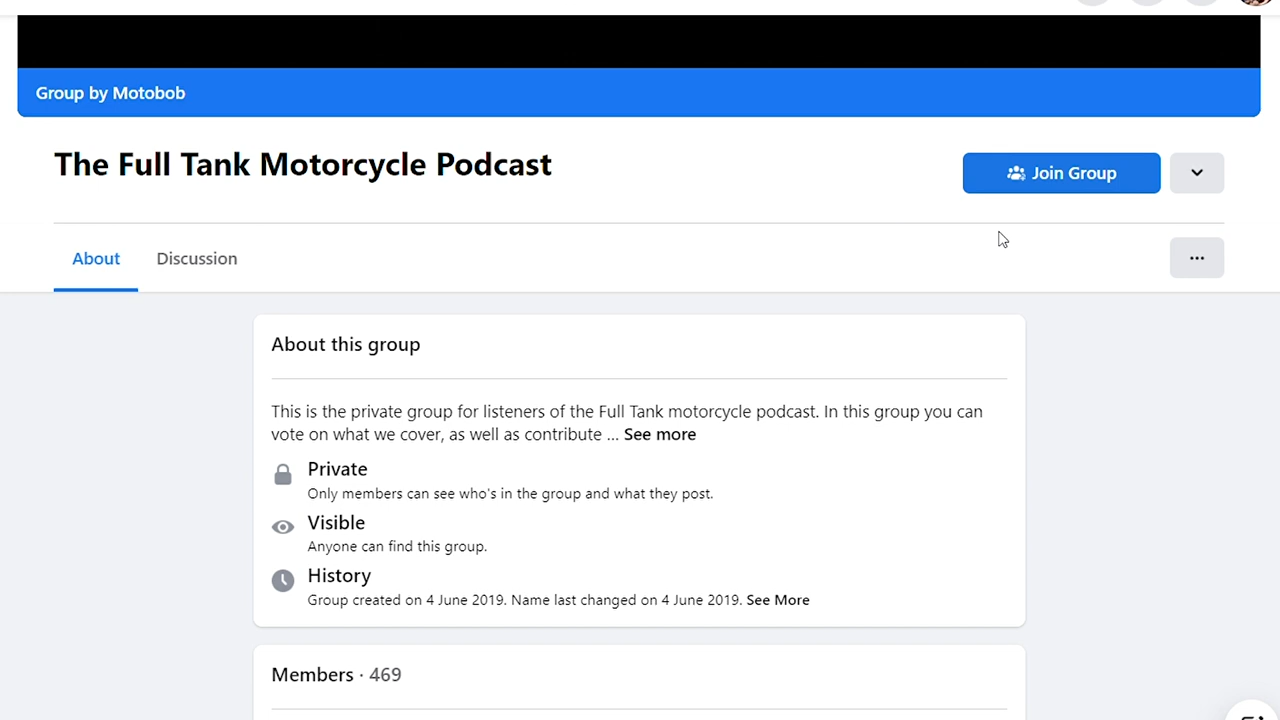 Group by Motobob
The Full Tank Motorcycle Podcast
Join Group
About
Discussion
About this group
This is the private group for listeners of the Full Tank motorcycle podcast. In this group you can
vote on what we cover, as well as contribute ... See more
Private
Only members can see who's in the group and what they post.
Visible
Anyone can find this group.
History
Group created on 4 June 2019. Name last changed on 4 June 2019. See More
Members · 469